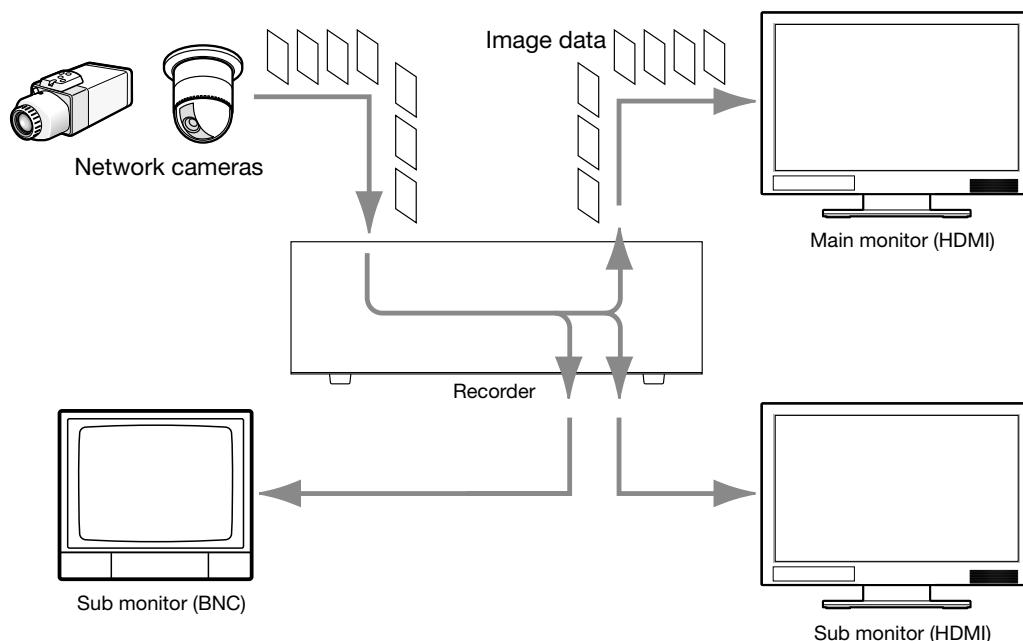 Image data
Network cameras
Main monitor (HDMI)
Recorder
Sub monitor (BNC)
Sub monitor (HDMI)